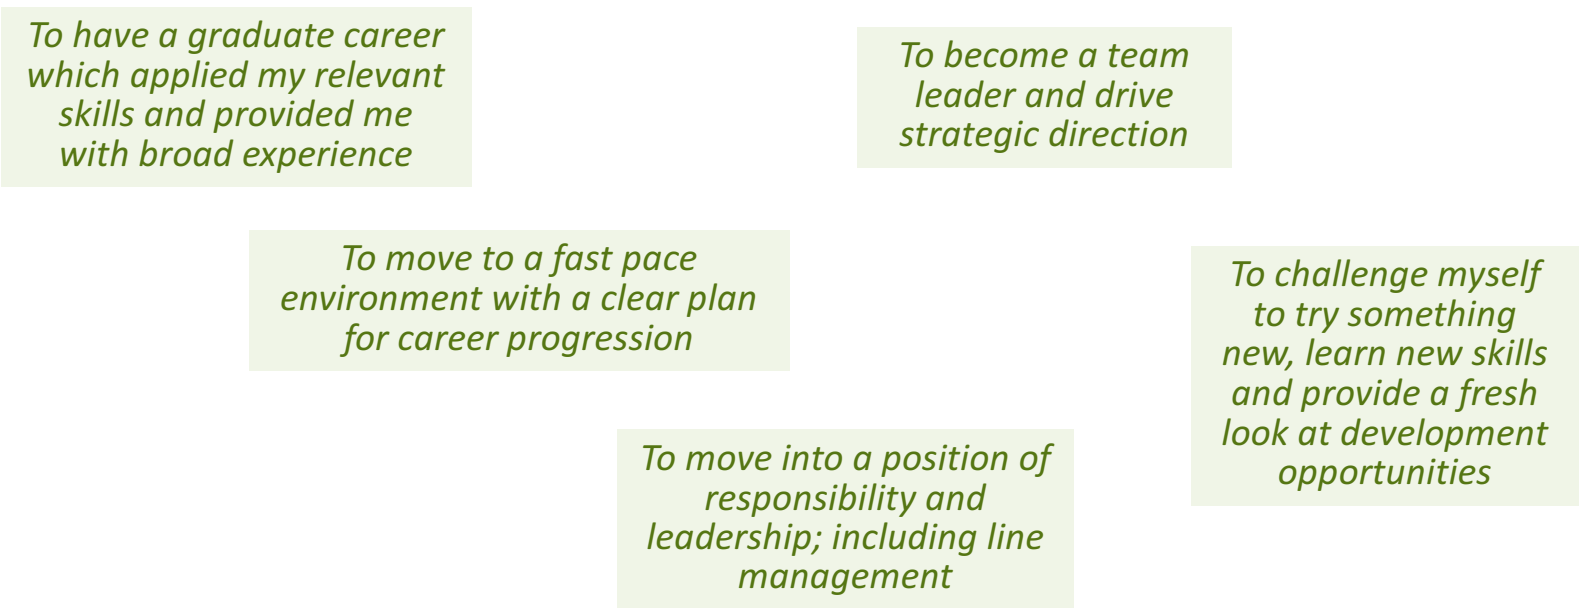 To have a graduate career
which applied my relevant
skills and provided me
with broad experience
To become a team
leader and drive
strategic direction
To move to a fast pace
environment with a clear plan
for career progression
To challenge myself
to try something
new, learn new skills
and provide a fresh
look at development
opportunities
To move into a position of
responsibility and
leadership; including line
management